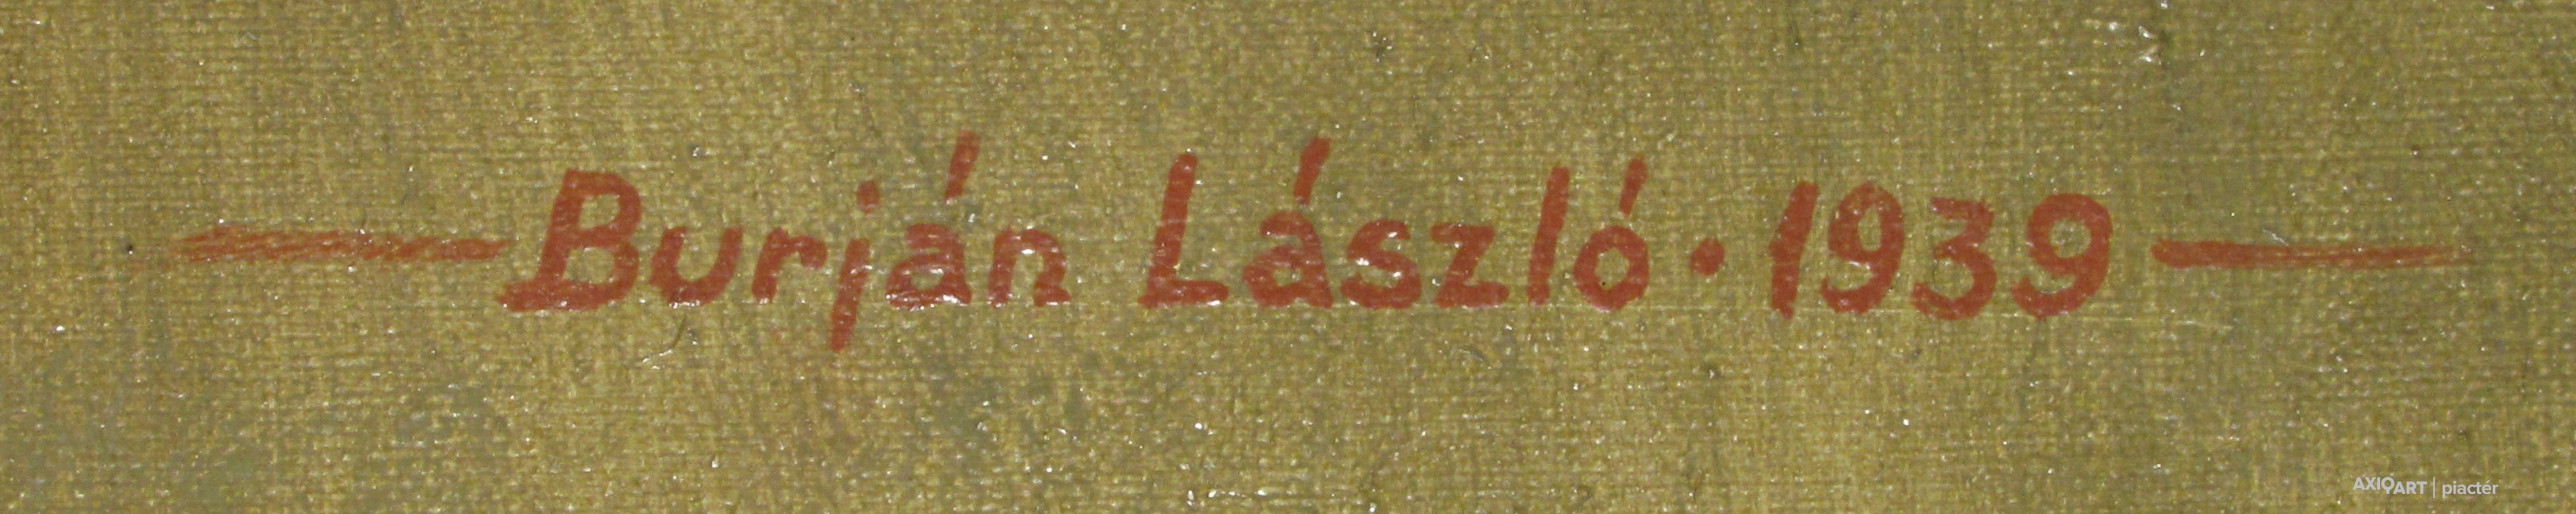 Burján László · 1939
AXIOART | piactér